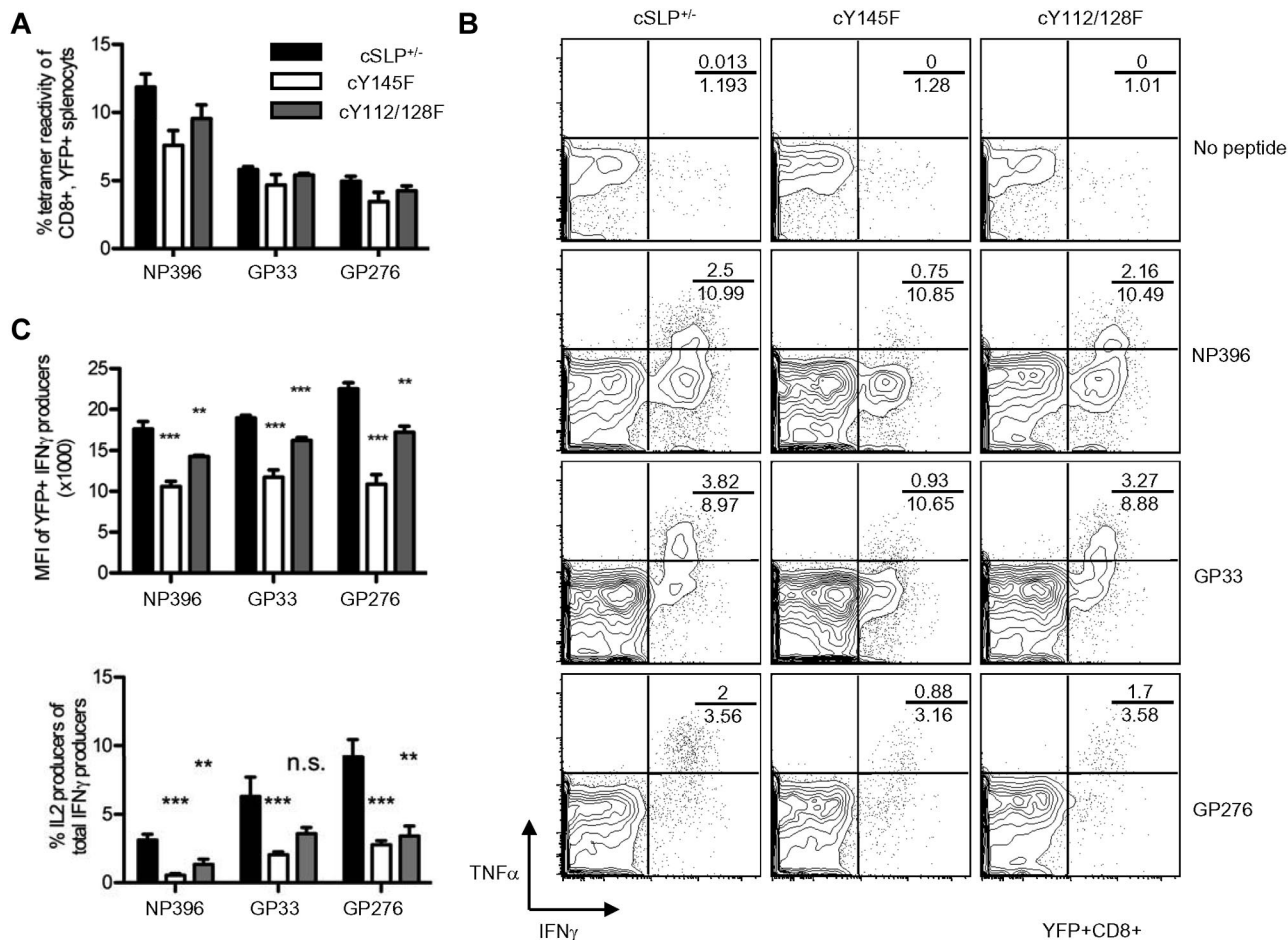 A
15
10
5
0
% tetramer reactivity of
CD8+, YFP+ splenocytes
cSLP+/-
cY145F
cY112/128F
NP396
GP33
GP276
B
cSLP+/-
cY145F
cY112/128F
0.013
1.193
0
1.28
0
1.01
No peptide
2.5
10.99
0.75
10.85
2.16
10.49
NP396
3.82
8.97
0.93
10.65
3.27
8.88
GP33
2
3.56
0.88
3.16
1.7
3.58
GP276
TNFα
IFNγ
YFP+CD8+
C
25
20
15
10
5
0
MFI of YFP+ IFNγ producers
(x1000)
*** ** *** *** *** **
NP396
GP33
GP276
15
10
5
0
% IL2 producers of
total IFNγ producers
*** ** *** n.s. *** **
NP396
GP33
GP276